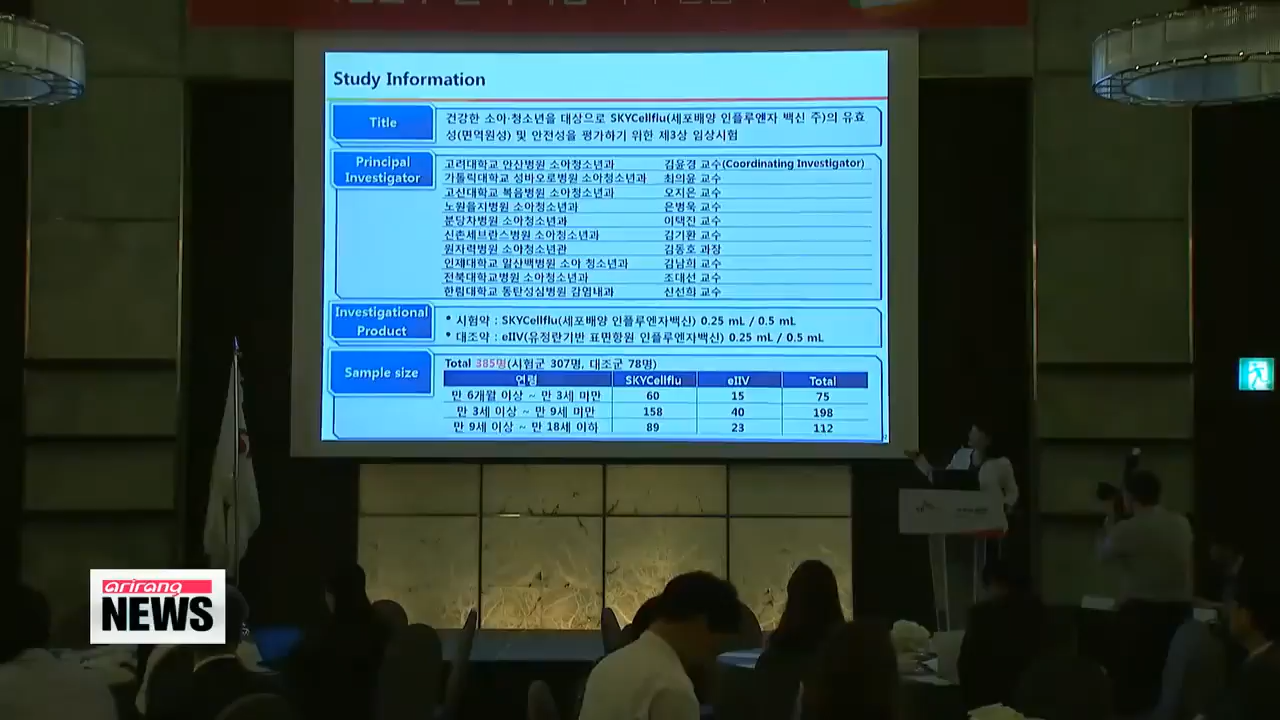 Study Information
Title
건강한 소아·청소년을 대상으로 SKYCellflu(세포배양 인플루엔자 백신 주)의 유효
성(면역원성) 및 안전성을 평가하기 위한 제3상 임상시험
Principal
Investigator
고려대학교 안산병원 소아청소년과 김윤경 교수(Coordinating Investigator)
가톨릭대학교 성바오로병원 소아청소년과 최의윤 교수
고신대학교 복음병원 소아청소년과 오지은 교수
노원을지병원 소아청소년과 은병욱 교수
분당차병원 소아청소년과 이택진 교수
신촌세브란스병원 소아청소년과 김기환 교수
원자력병원 소아청소년관 김동호 과장
인제대학교 일산백병원 소아 청소년과 김남희 교수
전북대학교병원 소아청소년과 조대선 교수
한림대학교 동탄성심병원 감염내과 신선희 교수
Investigational
Product
• 시험약 : SKYCellflu(세포배양 인플루엔자백신) 0.25 mL / 0.5 mL
• 대조약 : eIIV(유정란기반 표면항원 인플루엔자백신) 0.25 mL / 0.5 mL
Sample size
Total 385명(시험군 307명, 대조군 78명)
연령 SKYCellflu eIIV Total
만 6개월 이상 ~ 만 3세 미만 60 15 75
만 3세 이상 ~ 만 9세 미만 158 40 198
만 9세 이상 ~ 만 18세 이하 89 23 112
arirang
NEWS